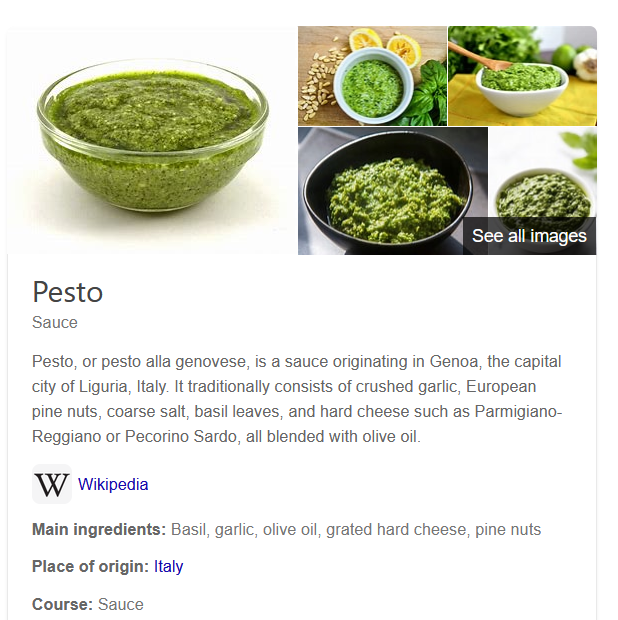 See all images
Pesto
Sauce
Pesto, or pesto alla genovese, is a sauce originating in Genoa, the capital
city of Liguria, Italy. It traditionally consists of crushed garlic, European
pine nuts, coarse salt, basil leaves, and hard cheese such as Parmigiano-
Reggiano or Pecorino Sardo, all blended with olive oil.
W Wikipedia
Main ingredients: Basil, garlic, olive oil, grated hard cheese, pine nuts
Place of origin: Italy
Course: Sauce